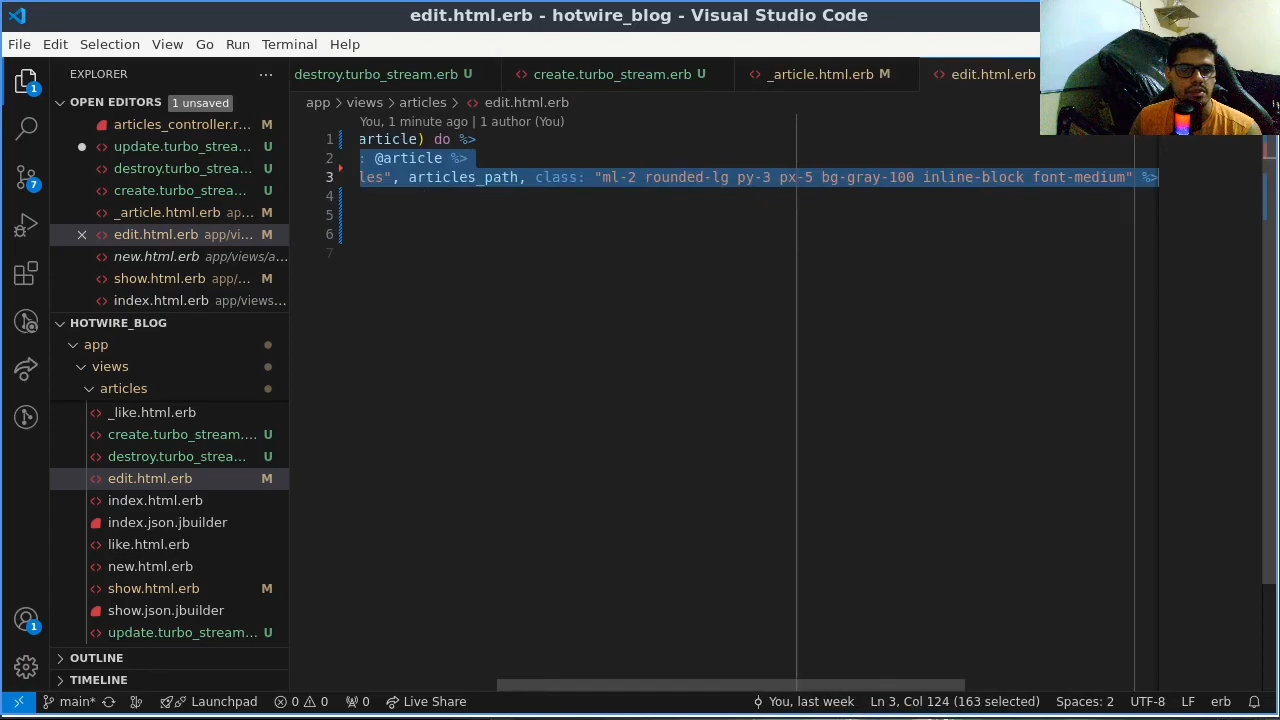 edit.html.erb - hotwire_blog - Visual Studio Code
File Edit Selection View Go Run Terminal Help
EXPLORER
OPEN EDITORS 1 unsaved
articles_controller.r... M
update.turbo_strea... U
destroy.turbo_strea... U
create.turbo_strea... U
_article.html.erb ap... M
edit.html.erb app/vi... M
new.html.erb app/views/a...
show.html.erb app/... M
index.html.erb app/views...
HOTWIRE_BLOG
app
views
articles
_like.html.erb
create.turbo_stream.... U
destroy.turbo_strea... U
edit.html.erb M
index.html.erb
index.json.jbuilder
like.html.erb
new.html.erb
show.html.erb M
show.json.jbuilder
update.turbo_stream... U
OUTLINE
TIMELINE
1
7
1
destroy.turbo_stream.erb U create.turbo_stream.erb U _article.html.erb M edit.html.erb
app > views > articles > edit.html.erb
You, 1 minute ago | 1 author (You)
1 article) do %>
2 : @article %>
3 les", articles_path, class: "ml-2 rounded-lg py-3 px-5 bg-gray-100 inline-block font-medium" %>
4
5
6
7
main* Launchpad 0 0 0 Live Share You, last week Ln 3, Col 124 (163 selected) Spaces: 2 UTF-8 LF erb